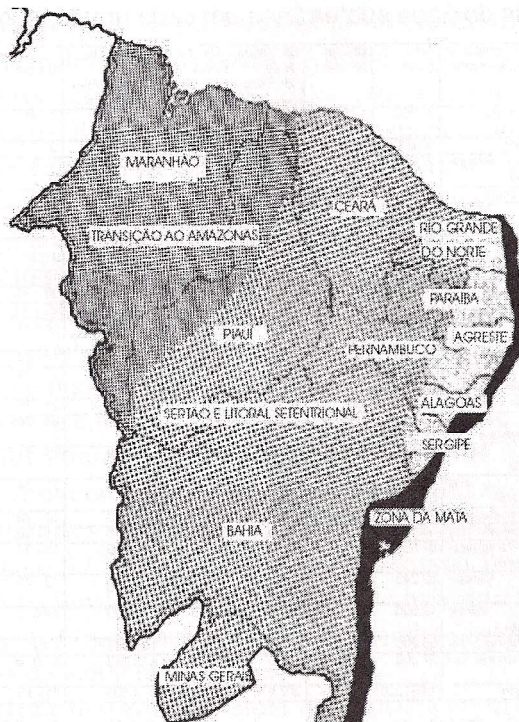 MARANHÃO
CEARÁ
TRANSIÇÃO AO AMAZONAS
RIO GRANDE
DO NORTE
PARAÍBA
PIAUÍ
AGRESTE
PERNAMBUCO
ALAGOAS
SERTÃO E LITORAL SETENTRIONAL
SERGIPE
ZONA DA MATA
BAHIA
MINAS GERAIS